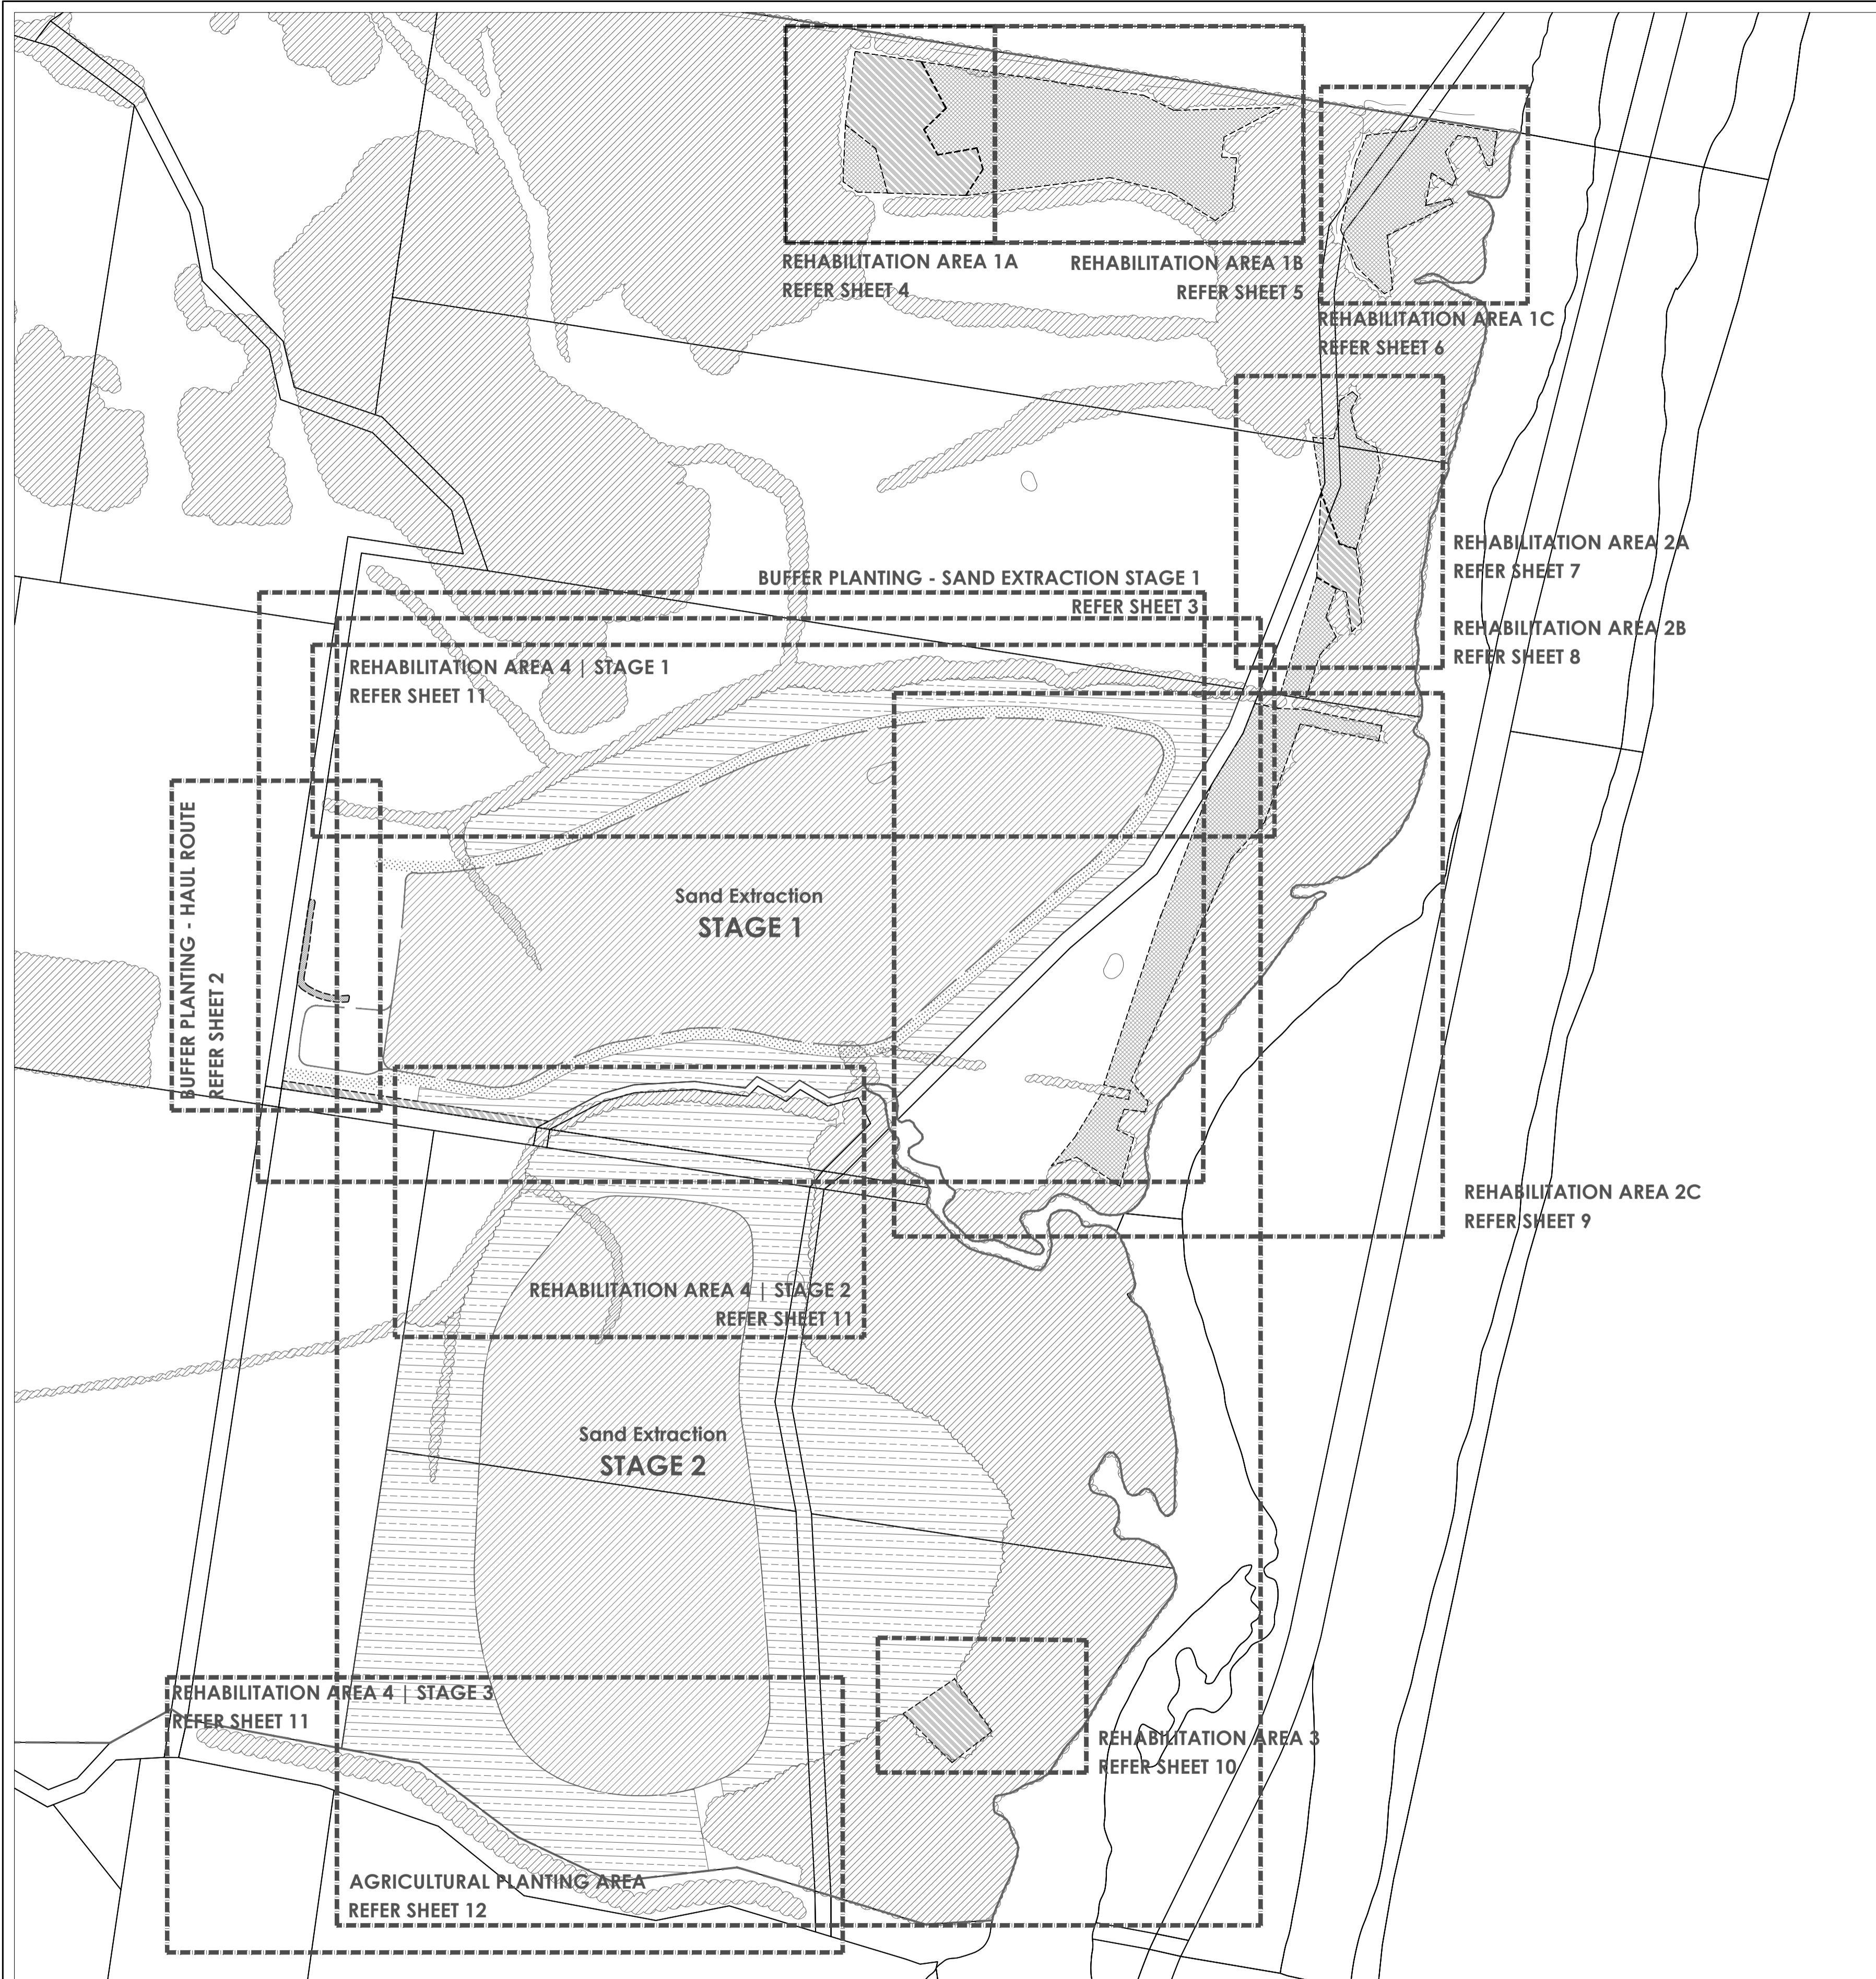 REHABILITATION AREA 1A
REFER SHEET 4
REHABILITATION AREA 1B
REFER SHEET 5
REHABILITATION AREA 1C
REFER SHEET 6
REHABILITATION AREA 2A
REFER SHEET 7
REHABILITATION AREA 2B
REFER SHEET 8
BUFFER PLANTING - SAND EXTRACTION STAGE 1
REFER SHEET 3
REHABILITATION AREA 4 | STAGE 1
REFER SHEET 11
BUFFER PLANTING - HAUL ROUTE
REFER SHEET 2
Sand Extraction
STAGE 1
REHABILITATION AREA 2C
REFER SHEET 9
REHABILITATION AREA 4 | STAGE 2
REFER SHEET 11
Sand Extraction
STAGE 2
REHABILITATION AREA 4 | STAGE 3
REFER SHEET 11
REHABILITATION AREA 3
REFER SHEET 10
AGRICULTURAL PLANTING AREA
REFER SHEET 12